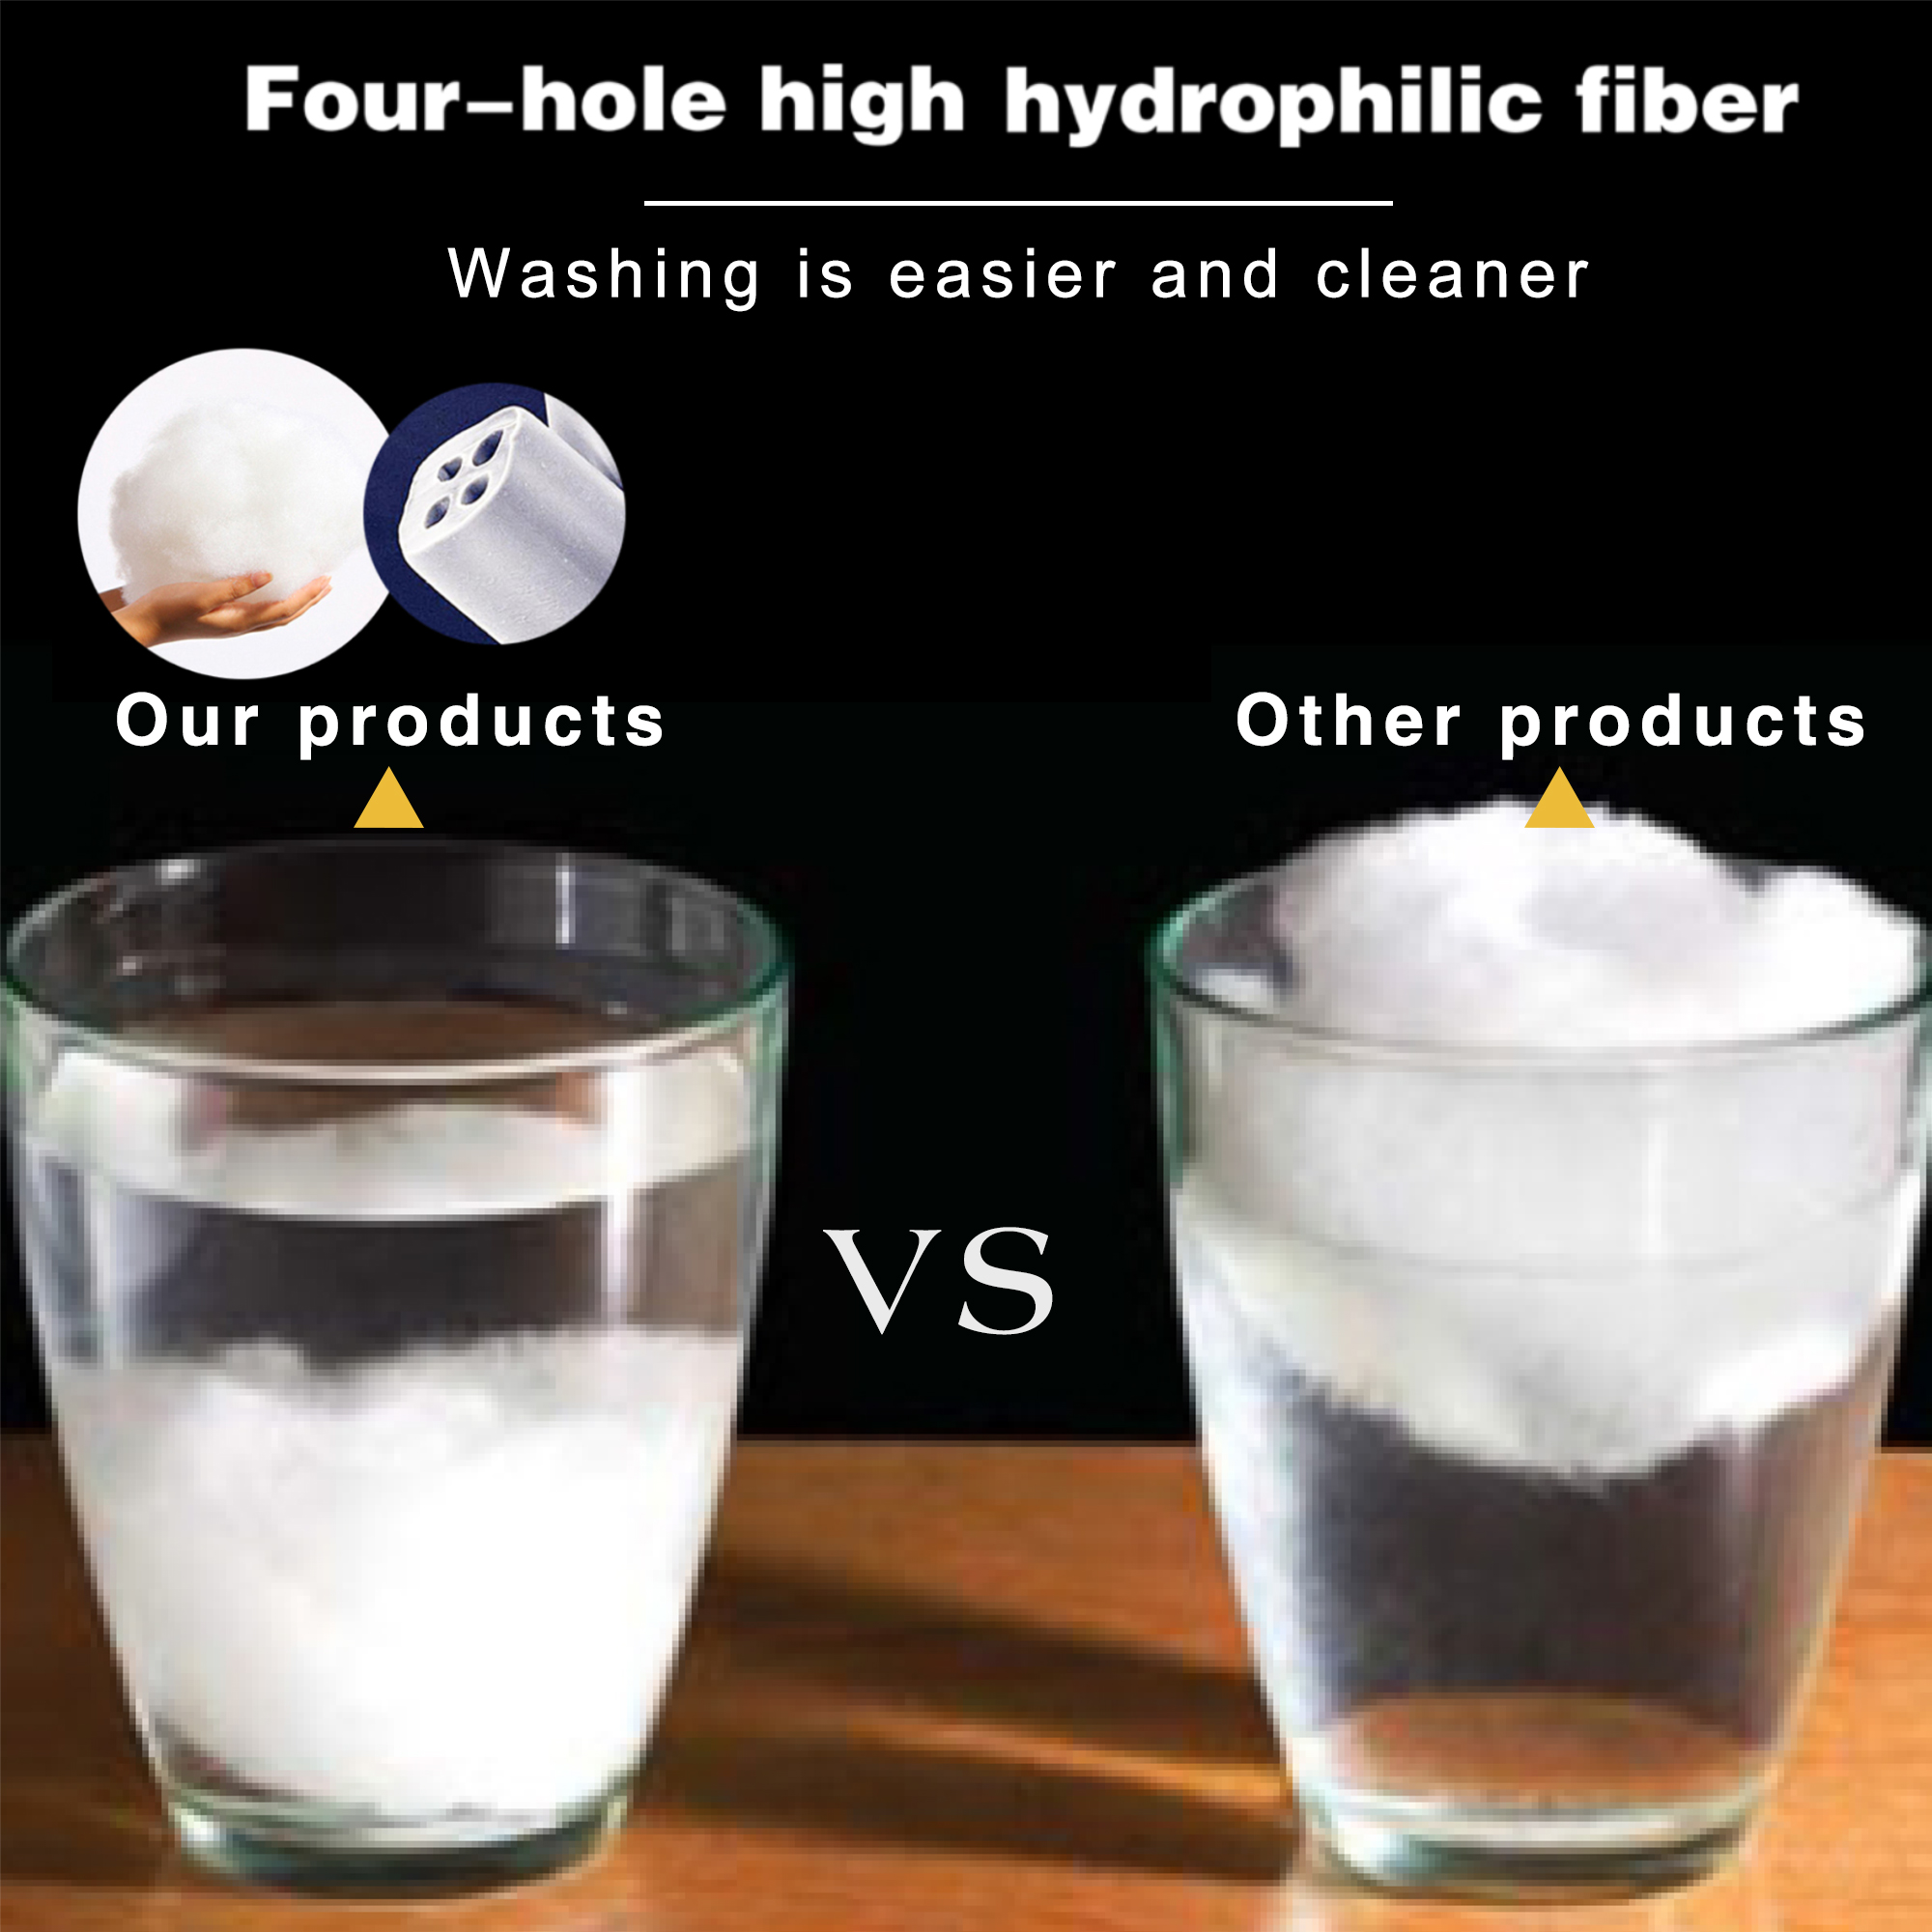 Four-hole high hydrophilic fiber
Washing is easier and cleaner
Our products
Other products
VS